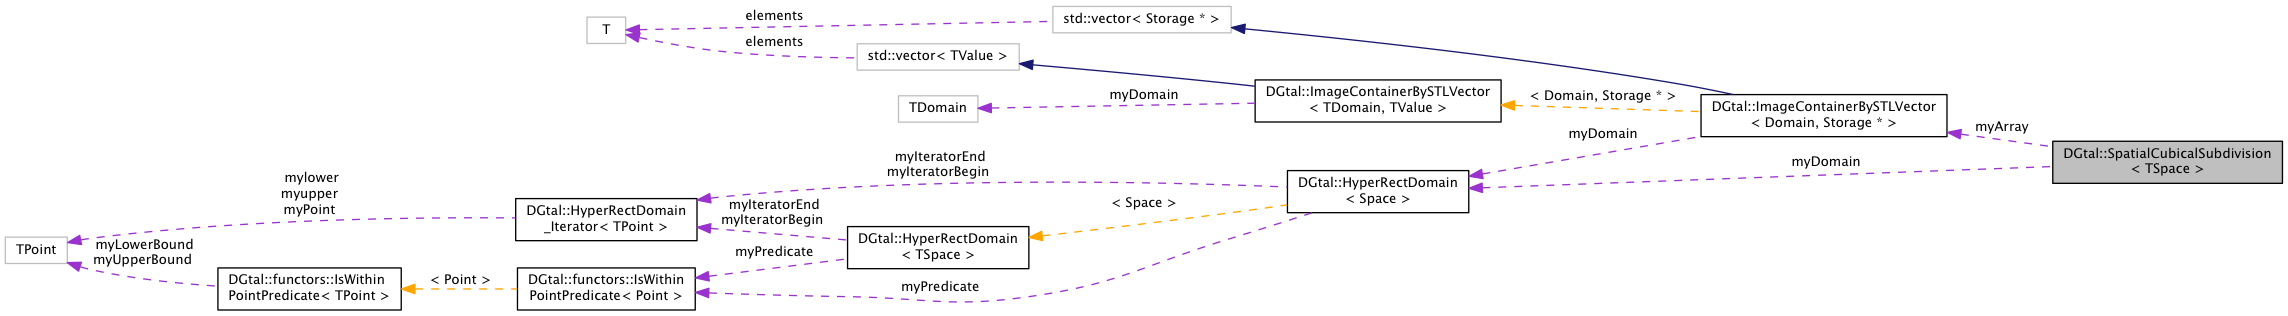 elements
std::vector< Storage * >
T
elements
std::vector< TValue >
myDomain
TDomain
DGtal::ImageContainerBySTLVector
< TDomain, TValue >
< Domain, Storage * >
DGtal::ImageContainerBySTLVector
< Domain, Storage * >
myArray
myDomain
myDomain
DGtal::SpatialCubicalSubdivision
< TSpace >
myIteratorEnd
myIteratorBegin
DGtal::HyperRectDomain
< Space >
mylower
myupper
myPoint
DGtal::HyperRectDomain
_Iterator< TPoint >
myIteratorEnd
myIteratorBegin
< Space >
DGtal::HyperRectDomain
< TSpace >
TPoint
myLowerBound
myUpperBound
myPredicate
DGtal::functors::IsWithin
PointPredicate< TPoint >
< Point >
DGtal::functors::IsWithin
PointPredicate< Point >
myPredicate